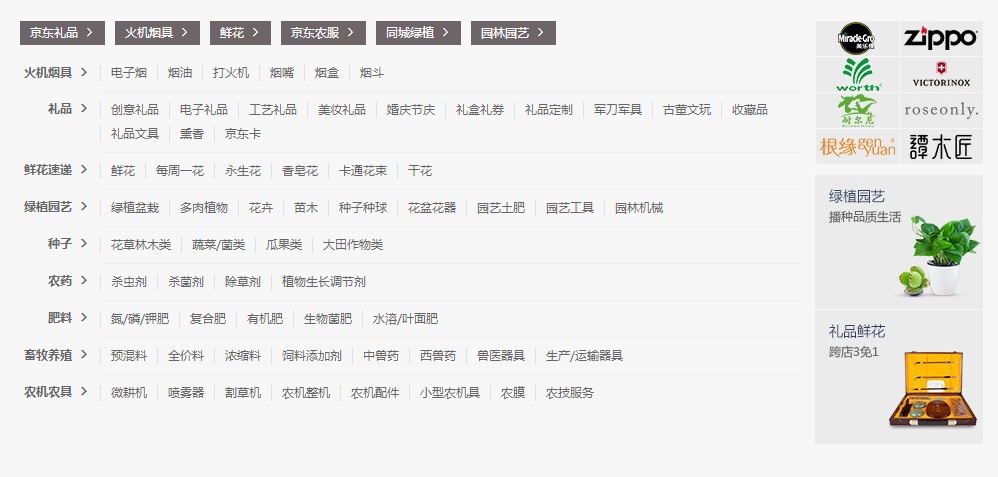 京东礼品 > 火机烟具 > 鲜花 > 京东农服 > 同城绿植 > 园林园艺 >
火机烟具 > 电子烟 烟油 打火机 烟嘴 烟盒 烟斗
礼品 > 创意礼品 电子礼品 工艺礼品 美妆礼品 婚庆节庆 礼盒礼券 礼品定制 军刀军具 古董文玩 收藏品
礼品文具 熏香 京东卡
鲜花速递 > 鲜花 每周一花 永生花 香皂花 卡通花束 干花
绿植园艺 > 绿植盆栽 多肉植物 花卉 苗木 种子种球 花盆花器 园艺土肥 园艺工具 园林机械
种子 > 花草林木类 蔬菜/菌类 瓜果类 大田作物类
农药 > 杀虫剂 杀菌剂 除草剂 植物生长调节剂
肥料 > 氮/磷/钾肥 复合肥 有机肥 生物菌肥 水溶/叶面肥
畜牧养殖 > 预混料 全价料 浓缩料 饲料添加剂 中兽药 西兽药 兽医器具 生产/运输器具
农机农具 > 微耕机 喷雾器 割草机 农机整机 农机配件 小型农机具 农膜 农技服务
Miracle-Gro
美乐棵
zippo
worth
VICTORINOX
耐尔尼
roseonly.
根缘 gen yuan
譚木匠
绿植园艺
播种品质生活
礼品鲜花
跨店3免1